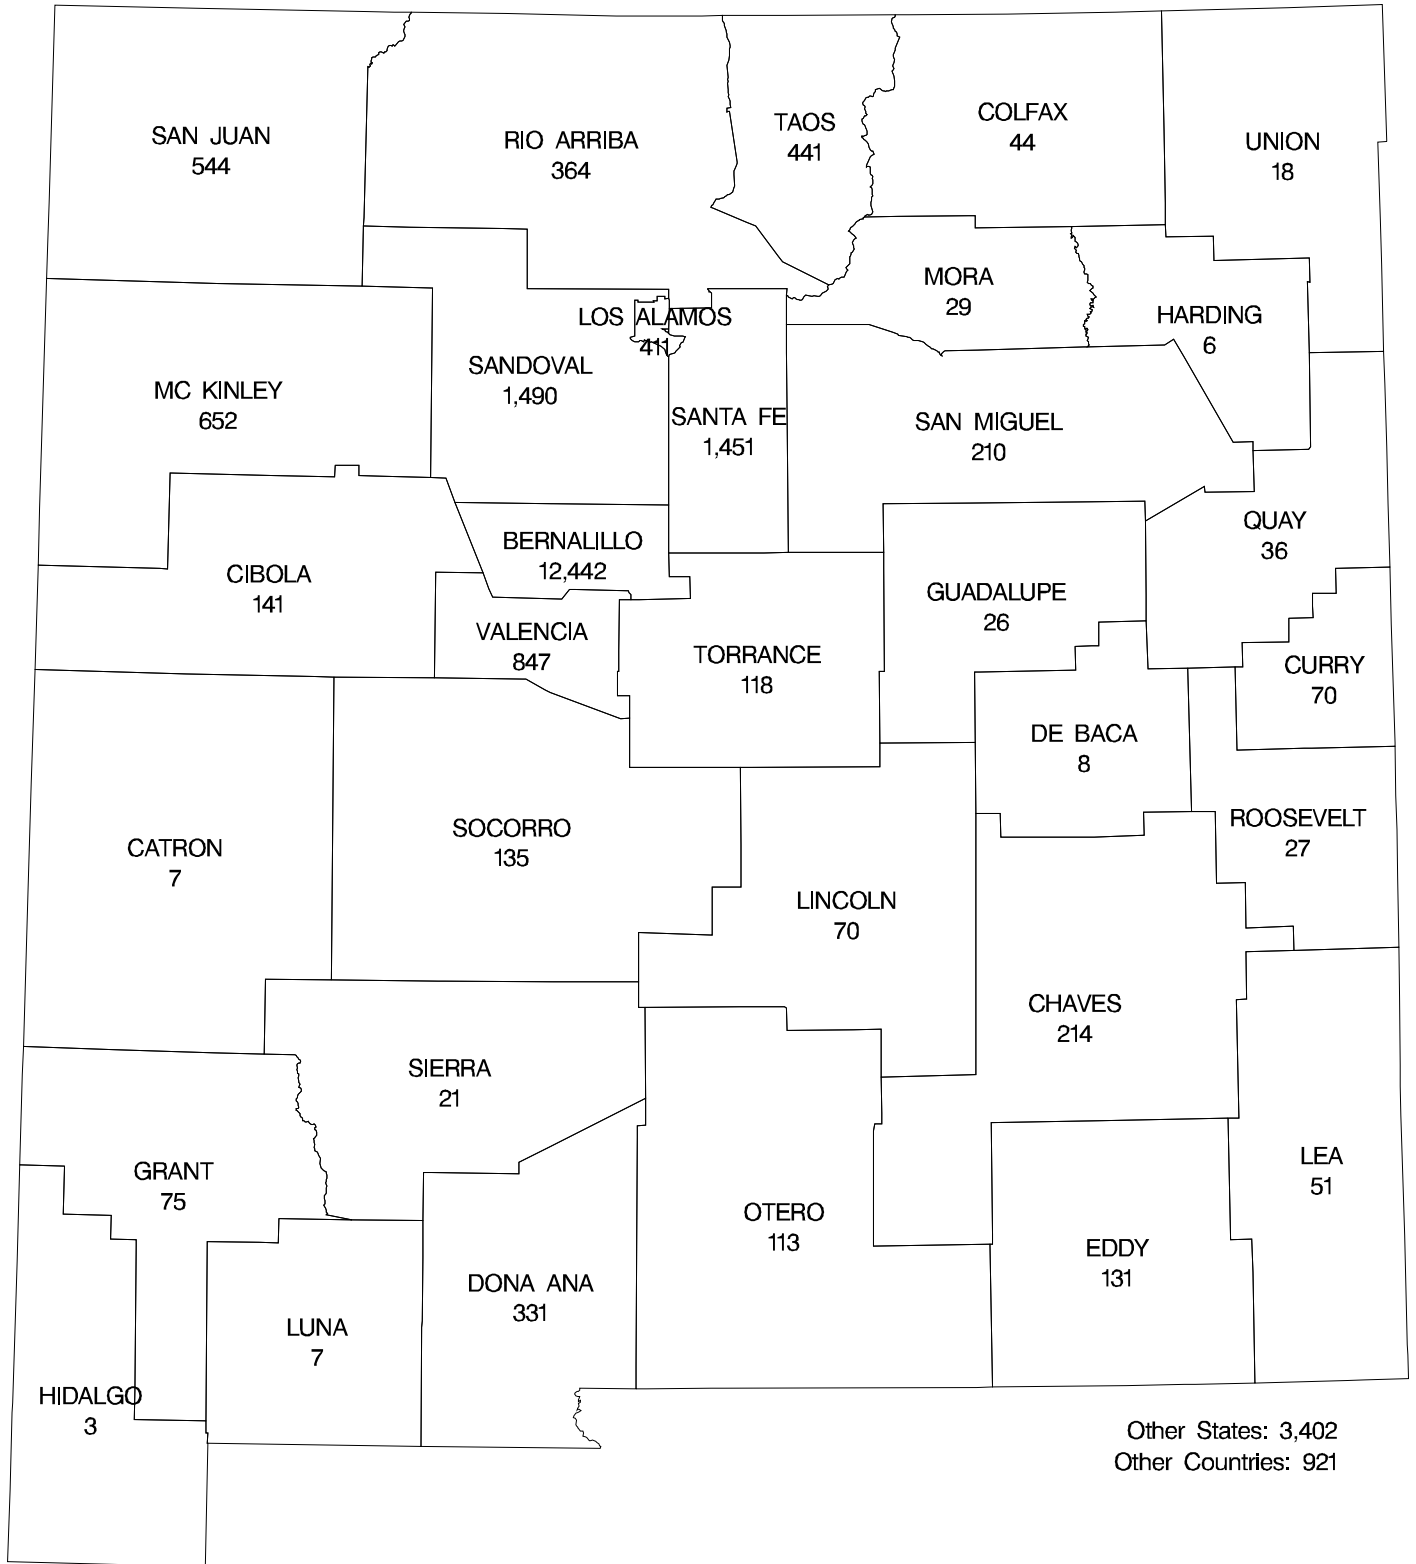 SAN JUAN
544
RIO ARRIBA
364
TAOS
441
COLFAX
44
UNION
18
MORA
29
HARDING
6
LOS ALAMOS
411
SANDOVAL
1,490
MC KINLEY
652
SANTA FE
1,451
SAN MIGUEL
210
QUAY
36
BERNALILLO
12,442
CIBOLA
141
GUADALUPE
26
VALENCIA
847
TORRANCE
118
CURRY
70
DE BACA
8
ROOSEVELT
27
SOCORRO
135
CATRON
7
LINCOLN
70
CHAVES
214
SIERRA
21
LEA
51
GRANT
75
OTERO
113
EDDY
131
DONA ANA
331
LUNA
7
HIDALGO
3
Other States: 3,402
Other Countries: 921